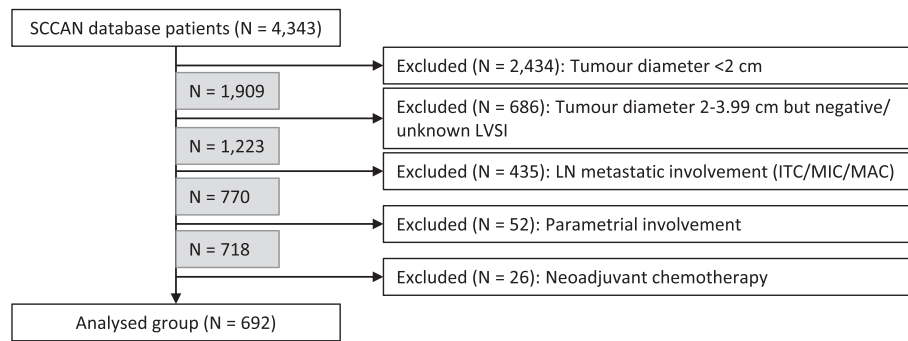 SCCAN database patients (N = 4,343)
Excluded (N = 2,434): Tumour diameter <2 cm
N = 1,909
Excluded (N = 686): Tumour diameter 2-3.99 cm but negative/
unknown LVSI
N = 1,223
Excluded (N = 435): LN metastatic involvement (ITC/MIC/MAC)
N = 770
Excluded (N = 52): Parametrial involvement
N = 718
Excluded (N = 26): Neoadjuvant chemotherapy
Analysed group (N = 692)